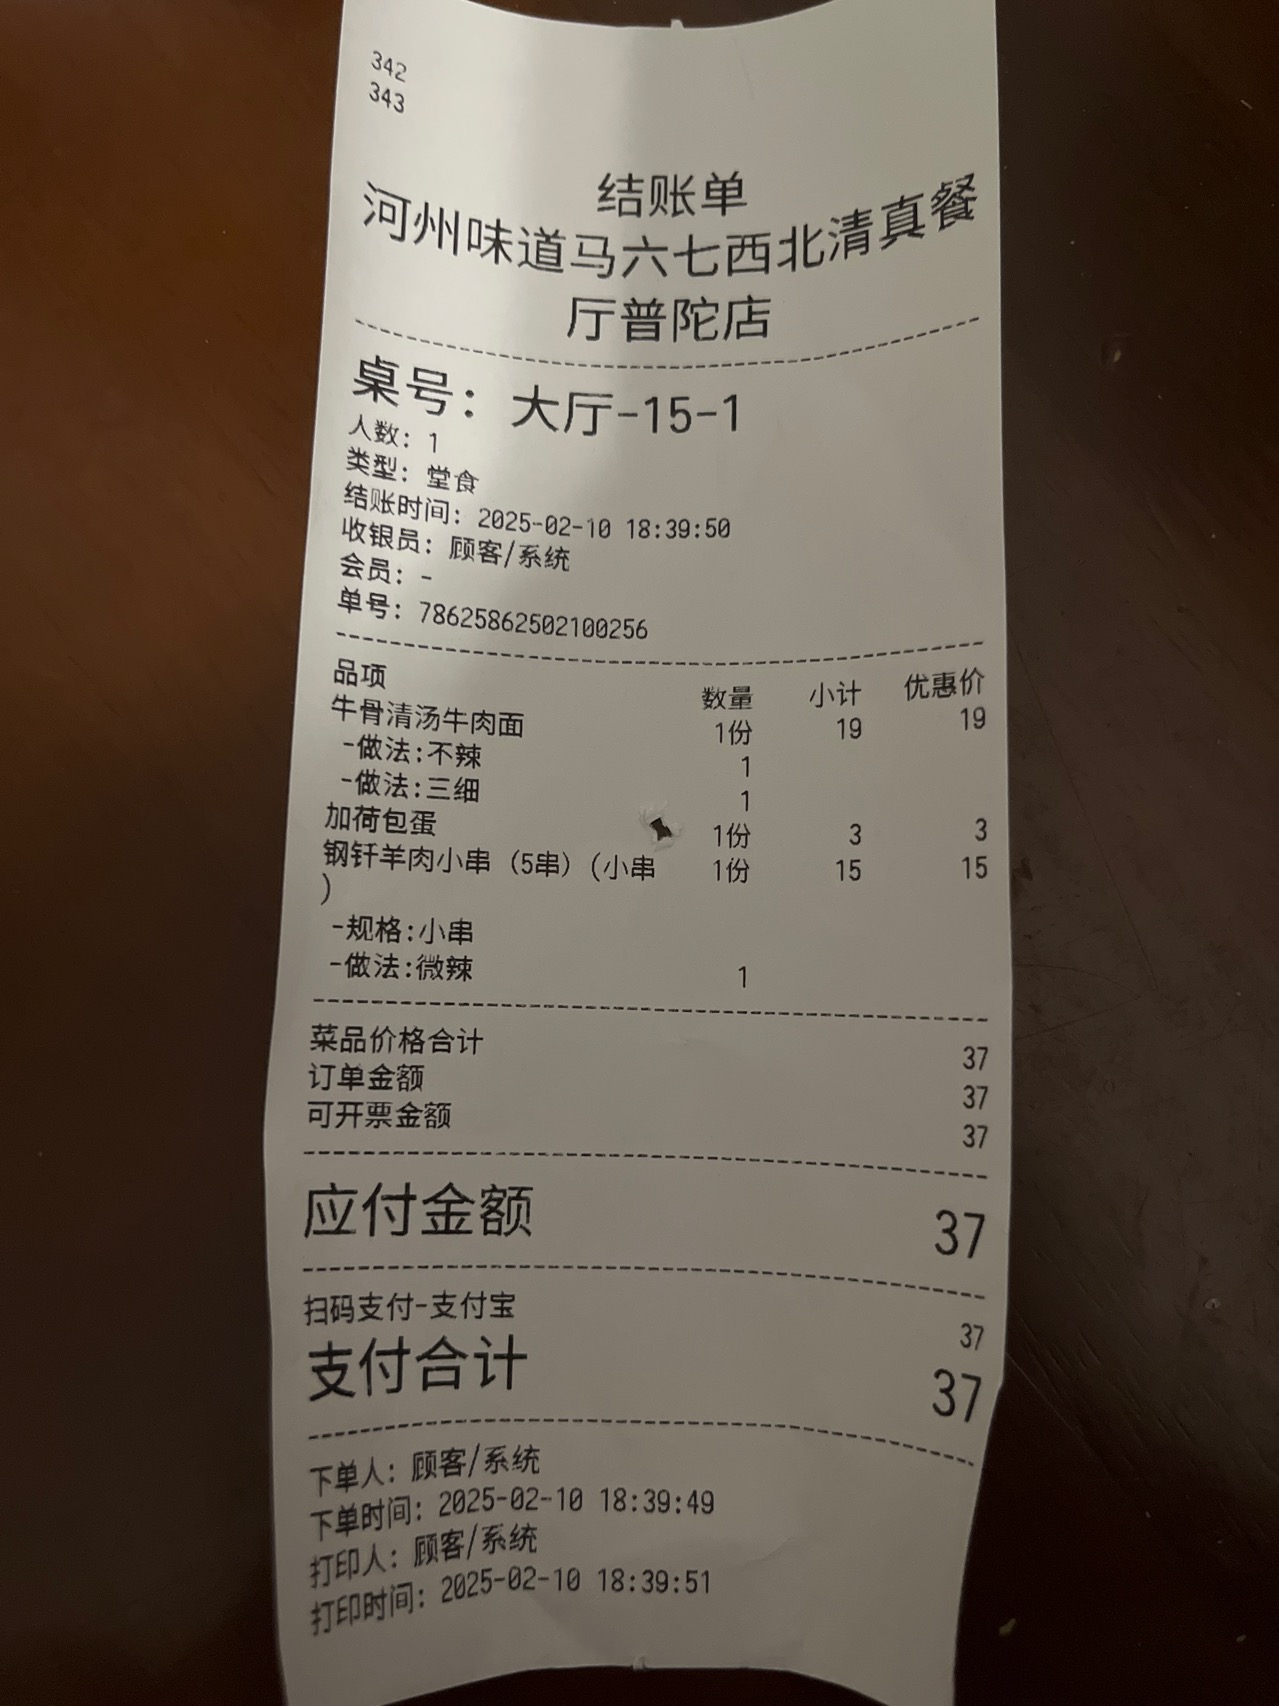 342
343
结账单
河州味道马六七西北清真餐
厅普陀店
桌号：大厅-15-1
人数：1
类型：堂食
结账时间：2025-02-10 18:39:50
收银员：顾客/系统
会员：-
单号：78625862502100256
品项 数量 小计 优惠价
牛骨清汤牛肉面 1份 19 19
-做法:不辣 1
-做法:三细 1
加荷包蛋 1份 3 3
钢钎羊肉小串（5串）(小串 1份 15 15
)
-规格:小串
-做法:微辣 1
菜品价格合计 37
订单金额 37
可开票金额 37
应付金额 37
扫码支付-支付宝 37
支付合计 37
下单人：顾客/系统
下单时间：2025-02-10 18:39:49
打印人：顾客/系统
打印时间：2025-02-10 18:39:51